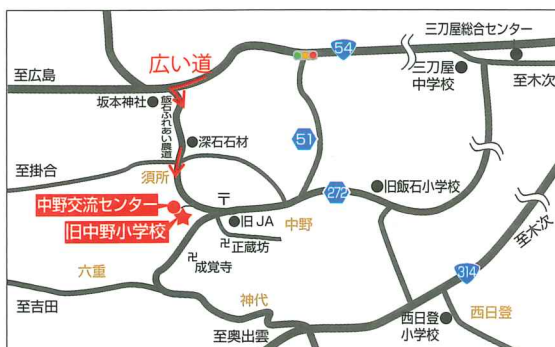 三刀屋総合センター
54
至広島
広い道
三刀屋
中学校
至木次
坂本神社
飯石ふれあい農道
深石石材
51
至掛合
須所
〒
272
旧飯石小学校
中野交流センター
旧JA
中野
旧中野小学校
卍
正蔵坊
卍
成覚寺
至木次
六重
314
神代
至吉田
西日登
至奥出雲
西日登
小学校